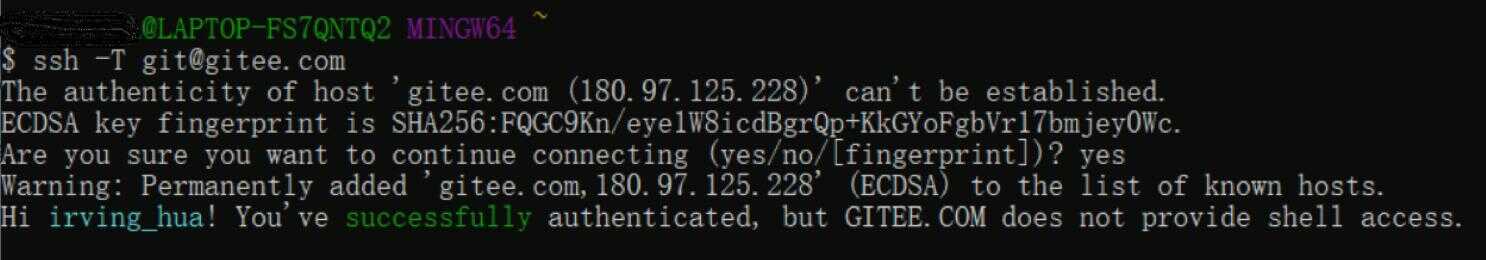 @LAPTOP-FS7QNTQ2 MINGW64 ~
$ ssh -T git@gitee.com
The authenticity of host 'gitee.com (180.97.125.228)' can't be established.
ECDSA key fingerprint is SHA256:FQGC9Kn/eye1W8icdBgrQp+KkGYoFgbVr17bmjey0Wc.
Are you sure you want to continue connecting (yes/no/[fingerprint])? yes
Warning: Permanently added 'gitee.com,180.97.125.228' (ECDSA) to the list of known hosts.
Hi irving_hua! You've successfully authenticated, but GITEE.COM does not provide shell access.